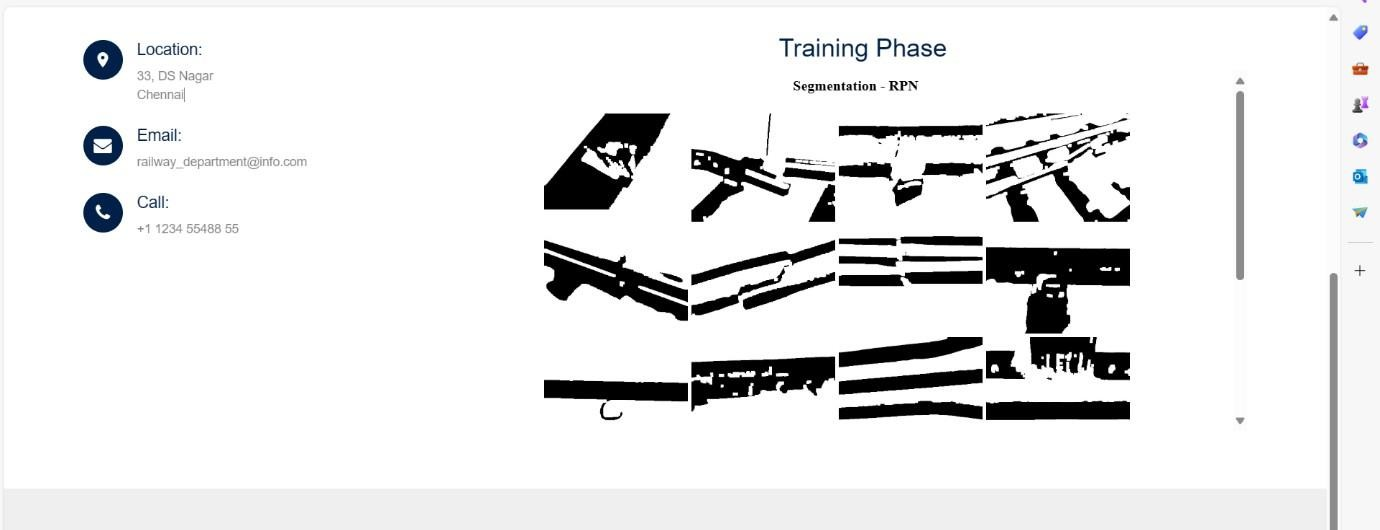 Location:
33, DS Nagar
Chennai
Email:
railway_department@info.com
Call:
+1 1234 55488 55
Training Phase
Segmentation - RPN